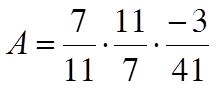 A = 7/11 · 11/7 · -3/41